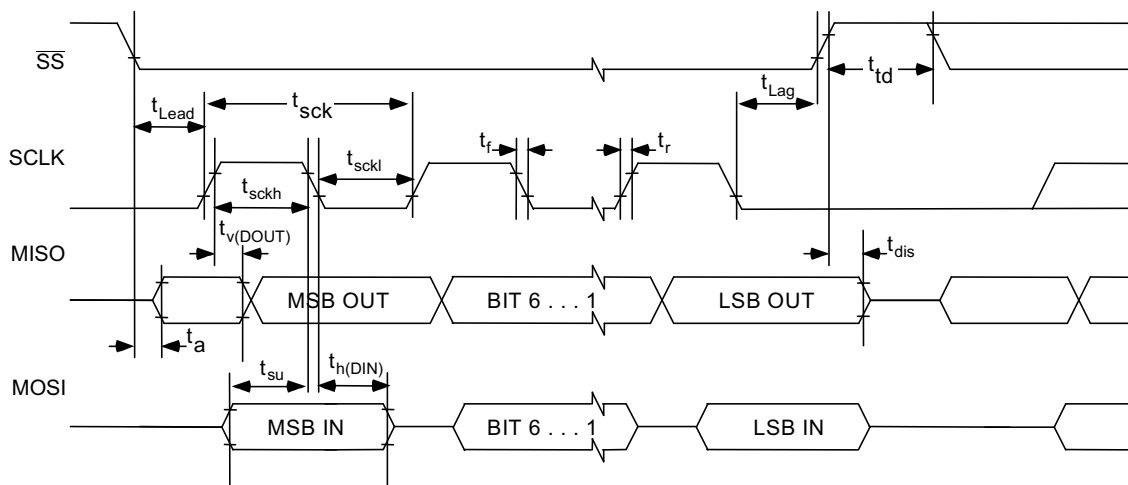 SS
t_td
t_Lead
t_sck
t_Lag
SCLK
t_f
t_r
t_sckl
t_sckh
t_v(DOUT)
MISO
t_dis
MSB OUT
BIT 6 . . . 1
LSB OUT
t_a
t_su
t_h(DIN)
MOSI
MSB IN
BIT 6 . . . 1
LSB IN